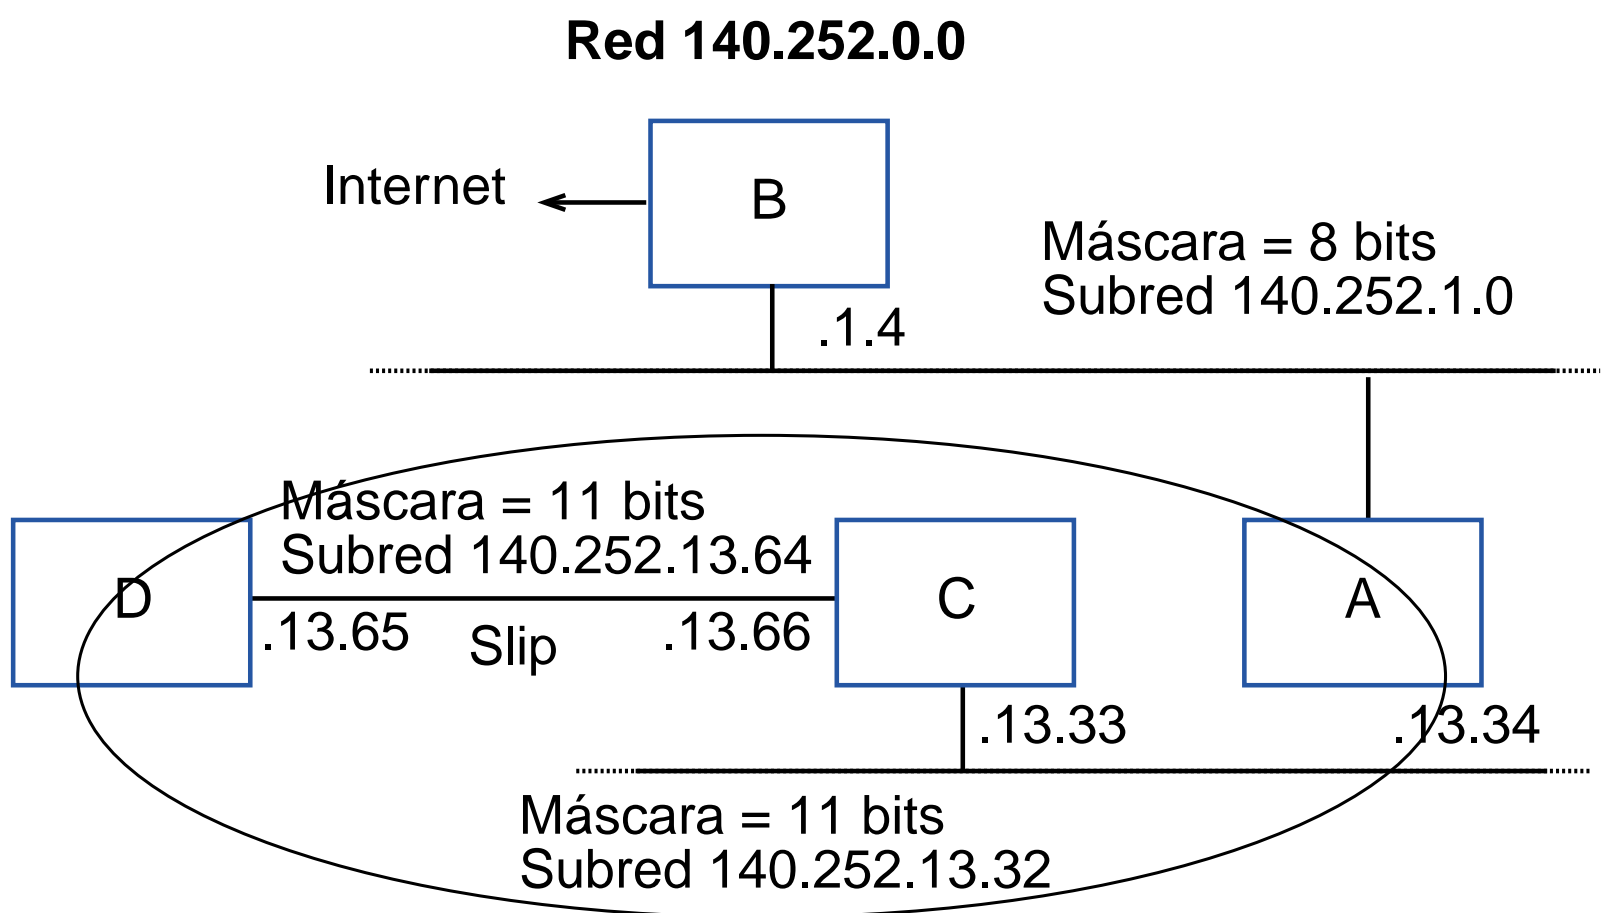 Red 140.252.0.0
Internet
B
Máscara = 8 bits
Subred 140.252.1.0
.1.4
Máscara = 11 bits
Subred 140.252.13.64
D
C
A
.13.65
Slip
.13.66
.13.33
.13.34
Máscara = 11 bits
Subred 140.252.13.32